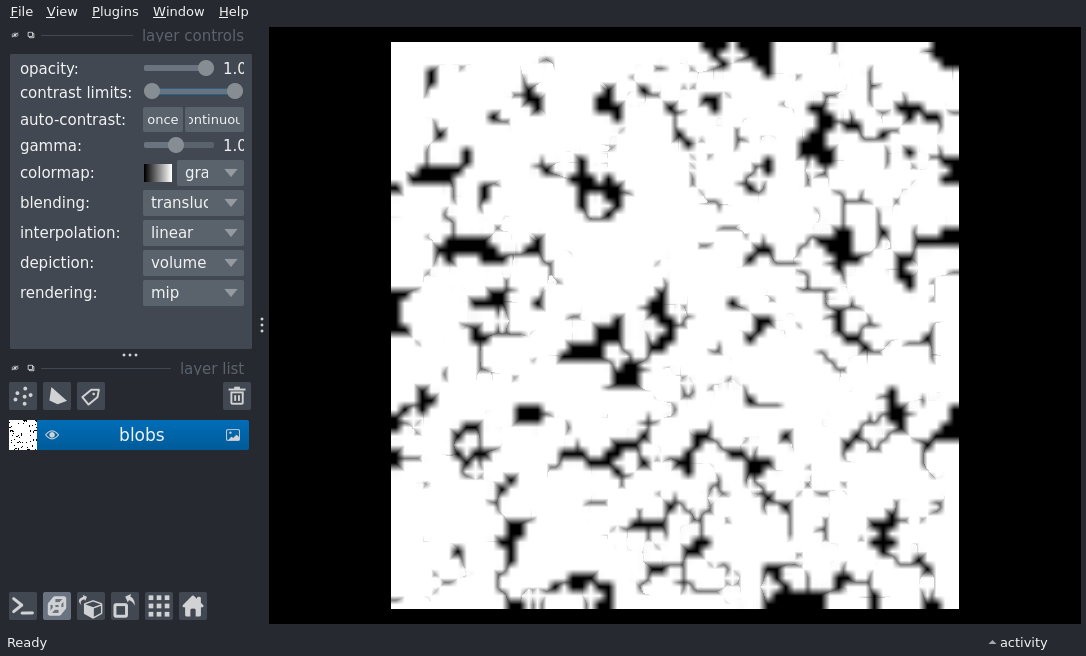 File View Plugins Window Help
layer controls
opacity: 1.0
contrast limits:
auto-contrast: once ontinuou
gamma: 1.0
colormap: gra
blending: transluc
interpolation: linear
depiction: volume
rendering: mip
layer list
blobs
Ready
activity